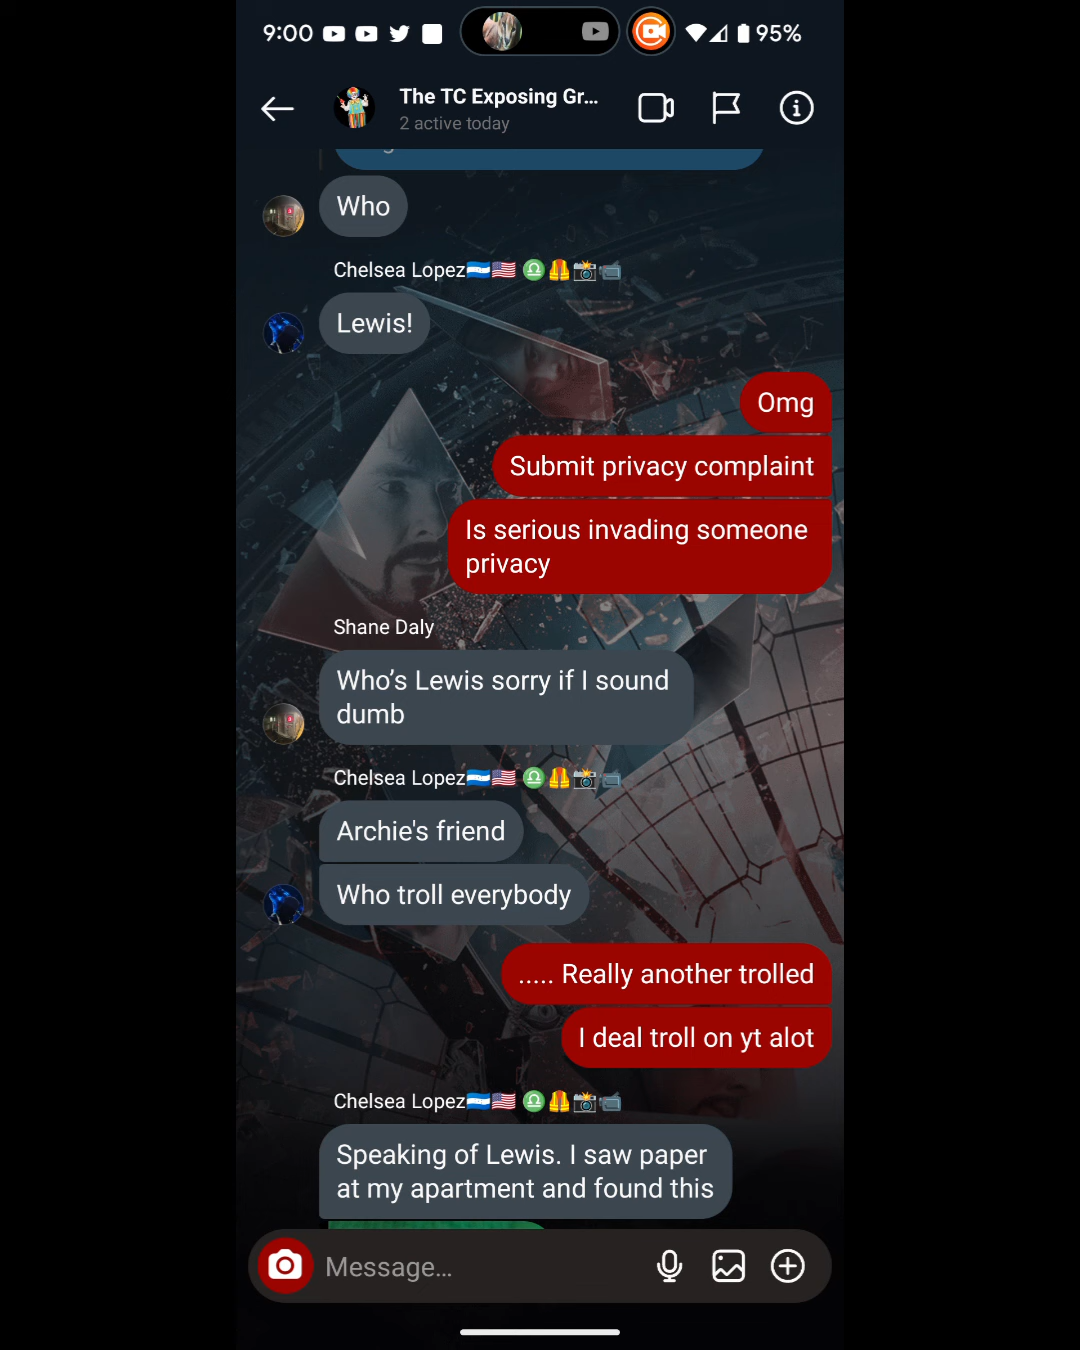 9:00
95%
The TC Exposing Gr...
2 active today
Who
Chelsea Lopez
Lewis!
Omg
Submit privacy complaint
Is serious invading someone
privacy
Shane Daly
Who’s Lewis sorry if I sound
dumb
Chelsea Lopez
Archie's friend
Who troll everybody
..... Really another trolled
I deal troll on yt alot
Chelsea Lopez
Speaking of Lewis. I saw paper
at my apartment and found this
Message...